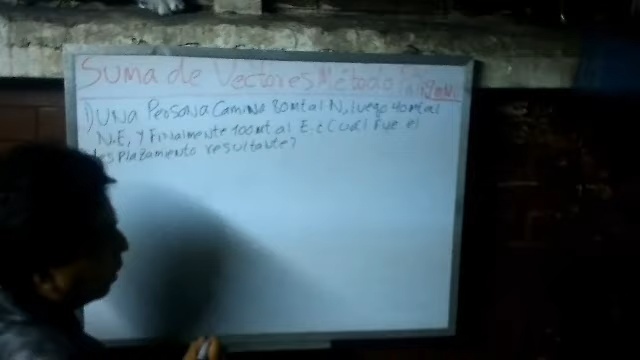 Suma de Vectores Método
1) Una Persona Camina 80mt al N, luego 40mt al
N.E, y Finalmente 100mt al E. ¿Cuál Fue el
desplazamiento resultante?